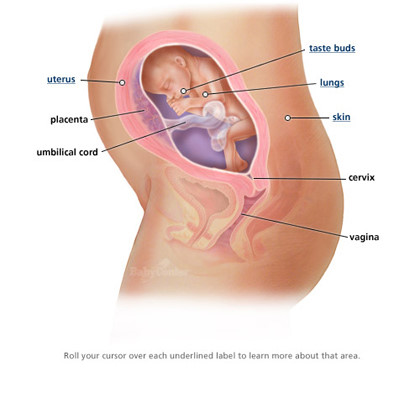 taste buds
uterus
lungs
placenta
skin
umbilical cord
cervix
vagina
BabyCenter
Roll your cursor over each underlined label to learn more about that area.